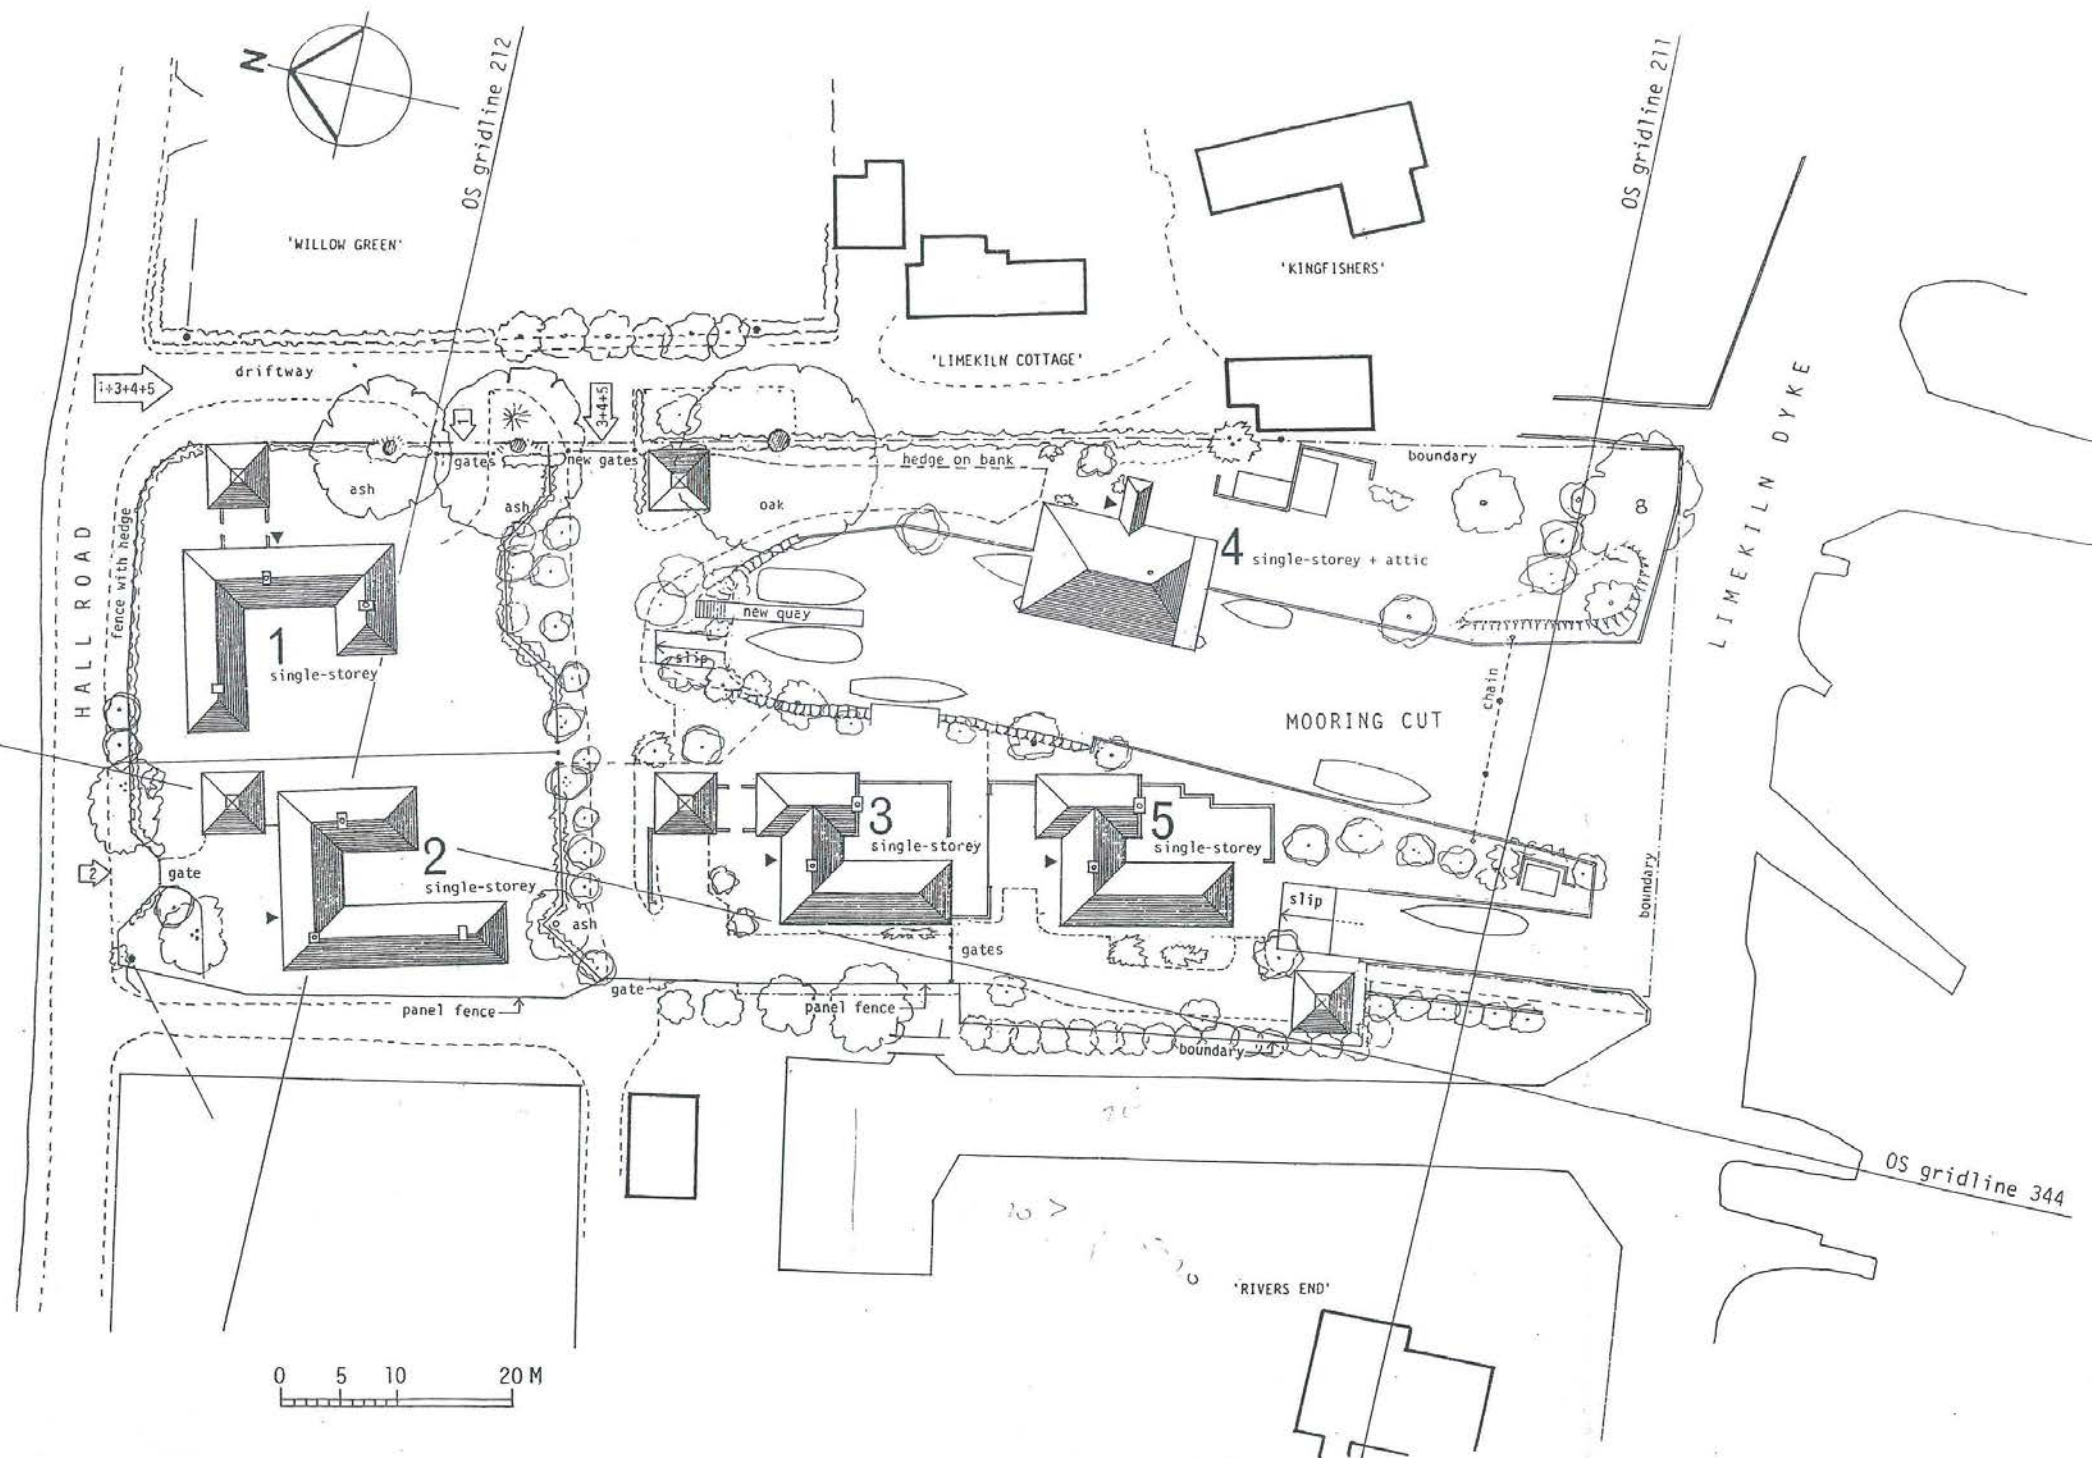 N
OS gridline 212
OS gridline 211
'WILLOW GREEN'
'KINGFISHERS'
'LIMEKILN COTTAGE'
driftway
1+3+4+5
1
3+4+5
gates
new gates
hedge on bank
boundary
ash
ash
oak
8
HALL ROAD
fence with hedge
LIMEKILN DYKE
4
single-storey + attic
new quay
slip
1
single-storey
chain
MOORING CUT
3
single-storey
5
single-storey
2
single-storey
2
gate
ash
slip
boundary
gates
gate
panel fence
panel fence
boundary
OS gridline 344
'RIVERS END'
0 5 10 20 M